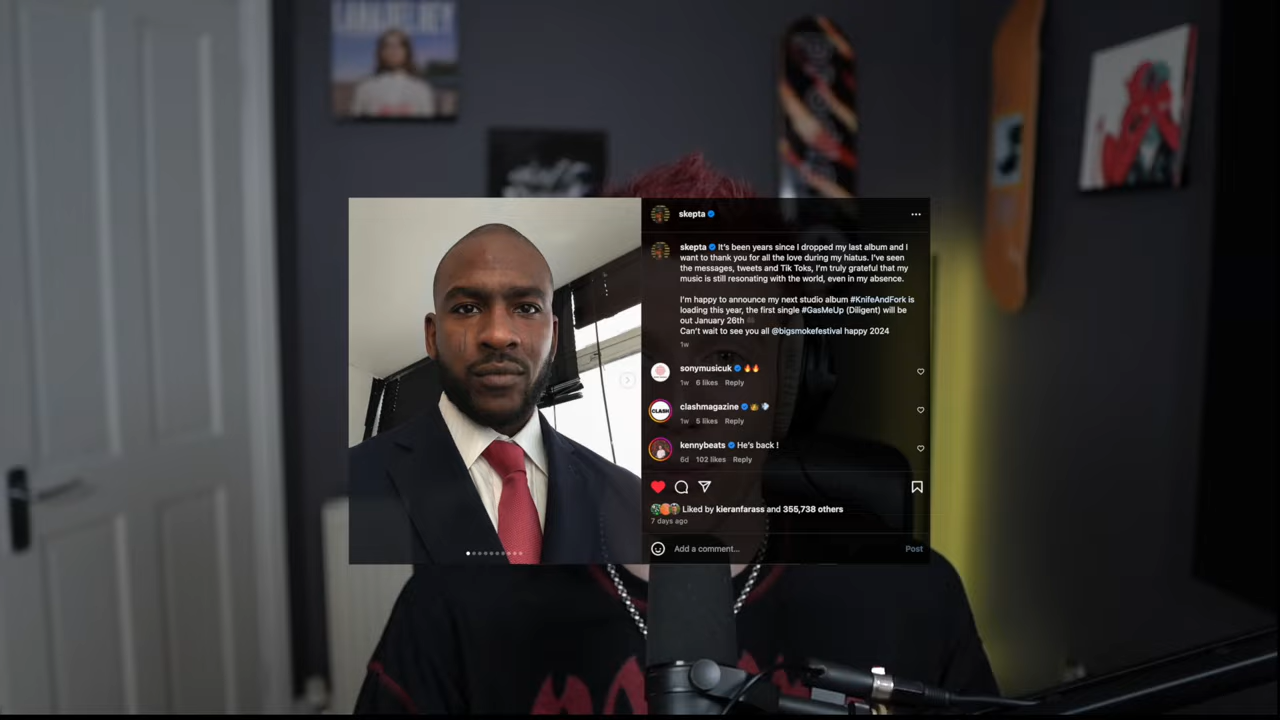 LANA DEL REY
skepta
skepta It's been years since I dropped my last album and I
want to thank you for all the love during my hiatus. I've seen
the messages, tweets and Tik Toks, I'm truly grateful that my
music is still resonating with the world, even in my absence.
I'm happy to announce my next studio album #KnifeAndFork is
loading this year, the first single #GasMeUp (Diligent) will be
out January 26th
Can't wait to see you all @bigsmokefestival happy 2024
1w
sonymusicuk 🔥🔥
1w 6 likes Reply
CLASH
clashmagazine
1w 5 likes Reply
kennybeats He's back !
6d 102 likes Reply
Liked by kieranfarass and 355,738 others
7 days ago
Add a comment... Post